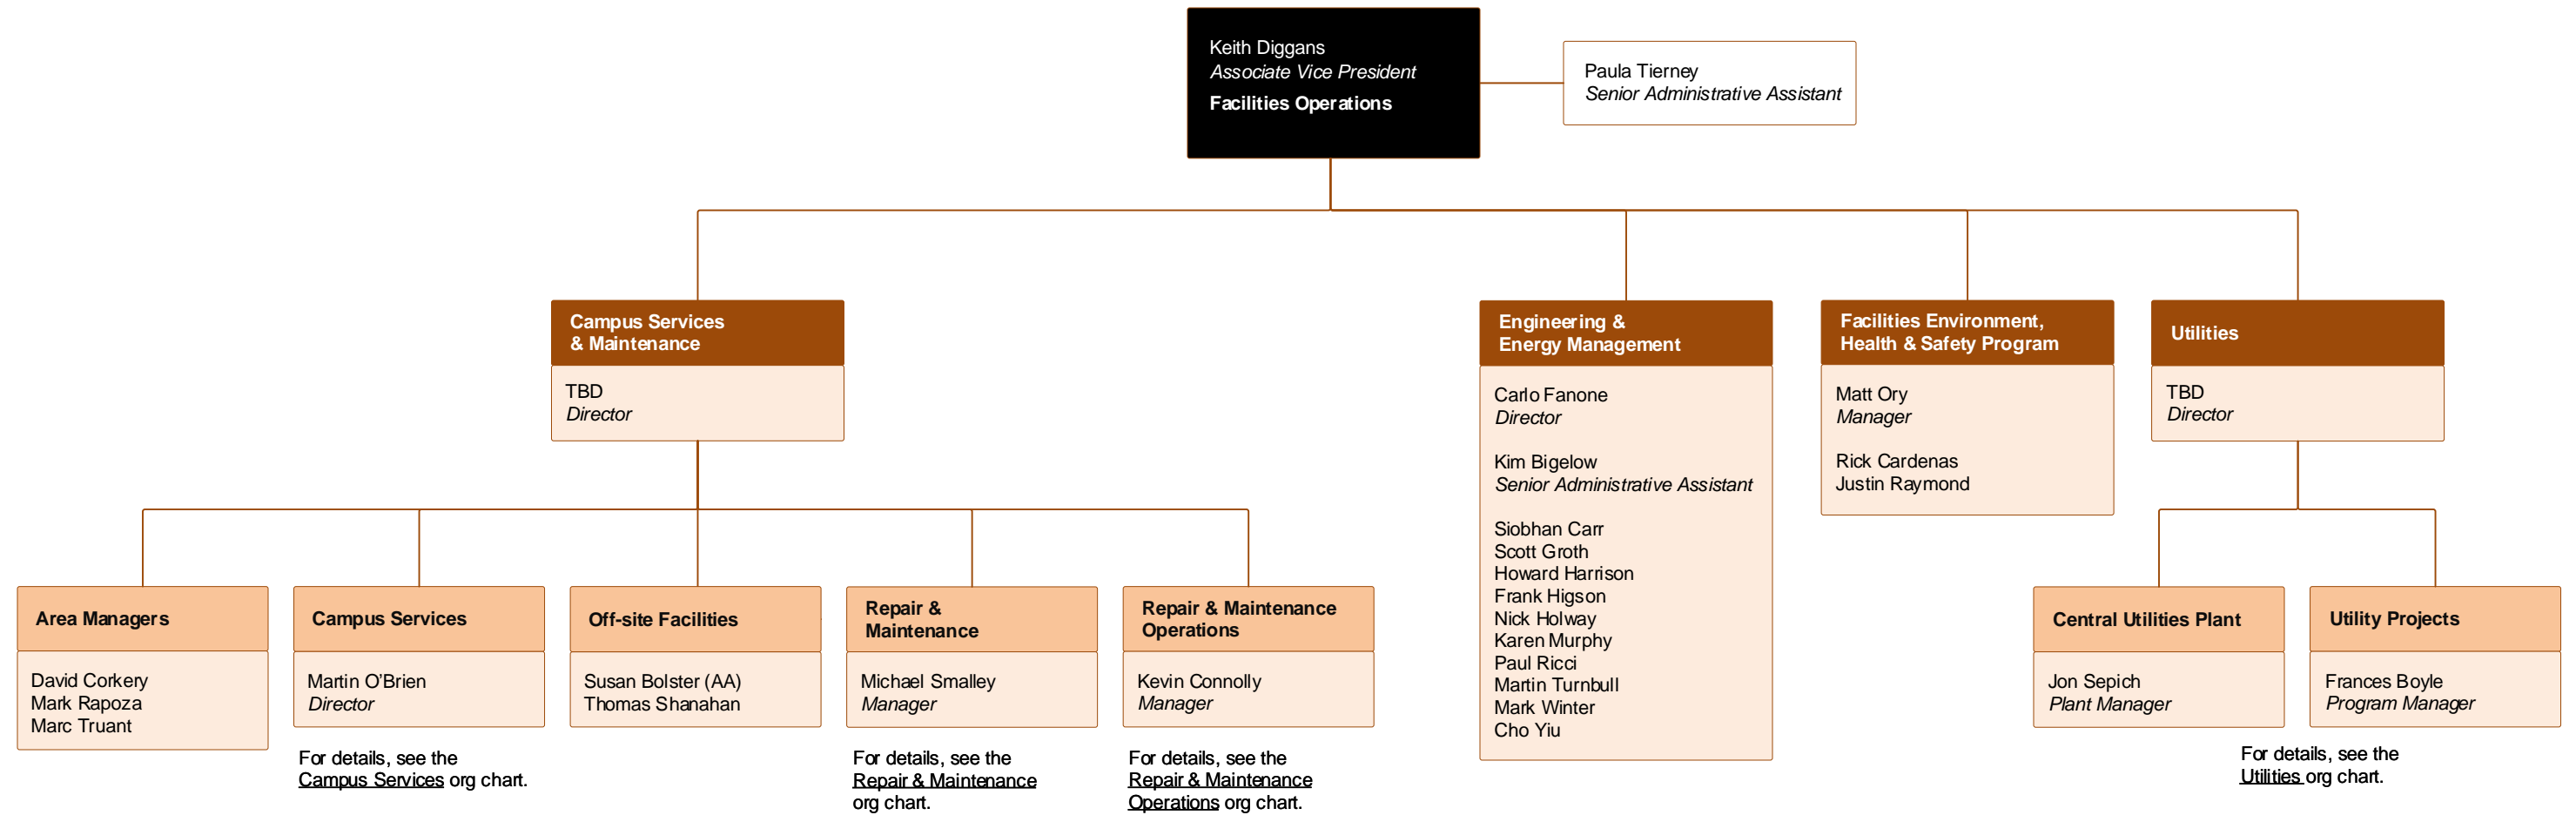 Keith Diggans
Associate Vice President
Facilities Operations
Paula Tierney
Senior Administrative Assistant
Campus Services
& Maintenance
TBD
Director
Engineering &
Energy Management
Carlo Fanone
Director
Kim Bigelow
Senior Administrative Assistant
Siobhan Carr
Scott Groth
Howard Harrison
Frank Higson
Nick Holway
Karen Murphy
Paul Ricci
Martin Turnbull
Mark Winter
Cho Yiu
Facilities Environment,
Health & Safety Program
Matt Ory
Manager
Rick Cardenas
Justin Raymond
Utilities
TBD
Director
Area Managers
David Corkery
Mark Rapoza
Marc Truant
Campus Services
Martin O’Brien
Director
For details, see the
Campus Services org chart.
Off-site Facilities
Susan Bolster (AA)
Thomas Shanahan
Repair &
Maintenance
Michael Smalley
Manager
For details, see the
Repair & Maintenance
org chart.
Repair & Maintenance
Operations
Kevin Connolly
Manager
For details, see the
Repair & Maintenance
Operations org chart.
Central Utilities Plant
Jon Sepich
Plant Manager
Utility Projects
Frances Boyle
Program Manager
For details, see the
Utilities org chart.